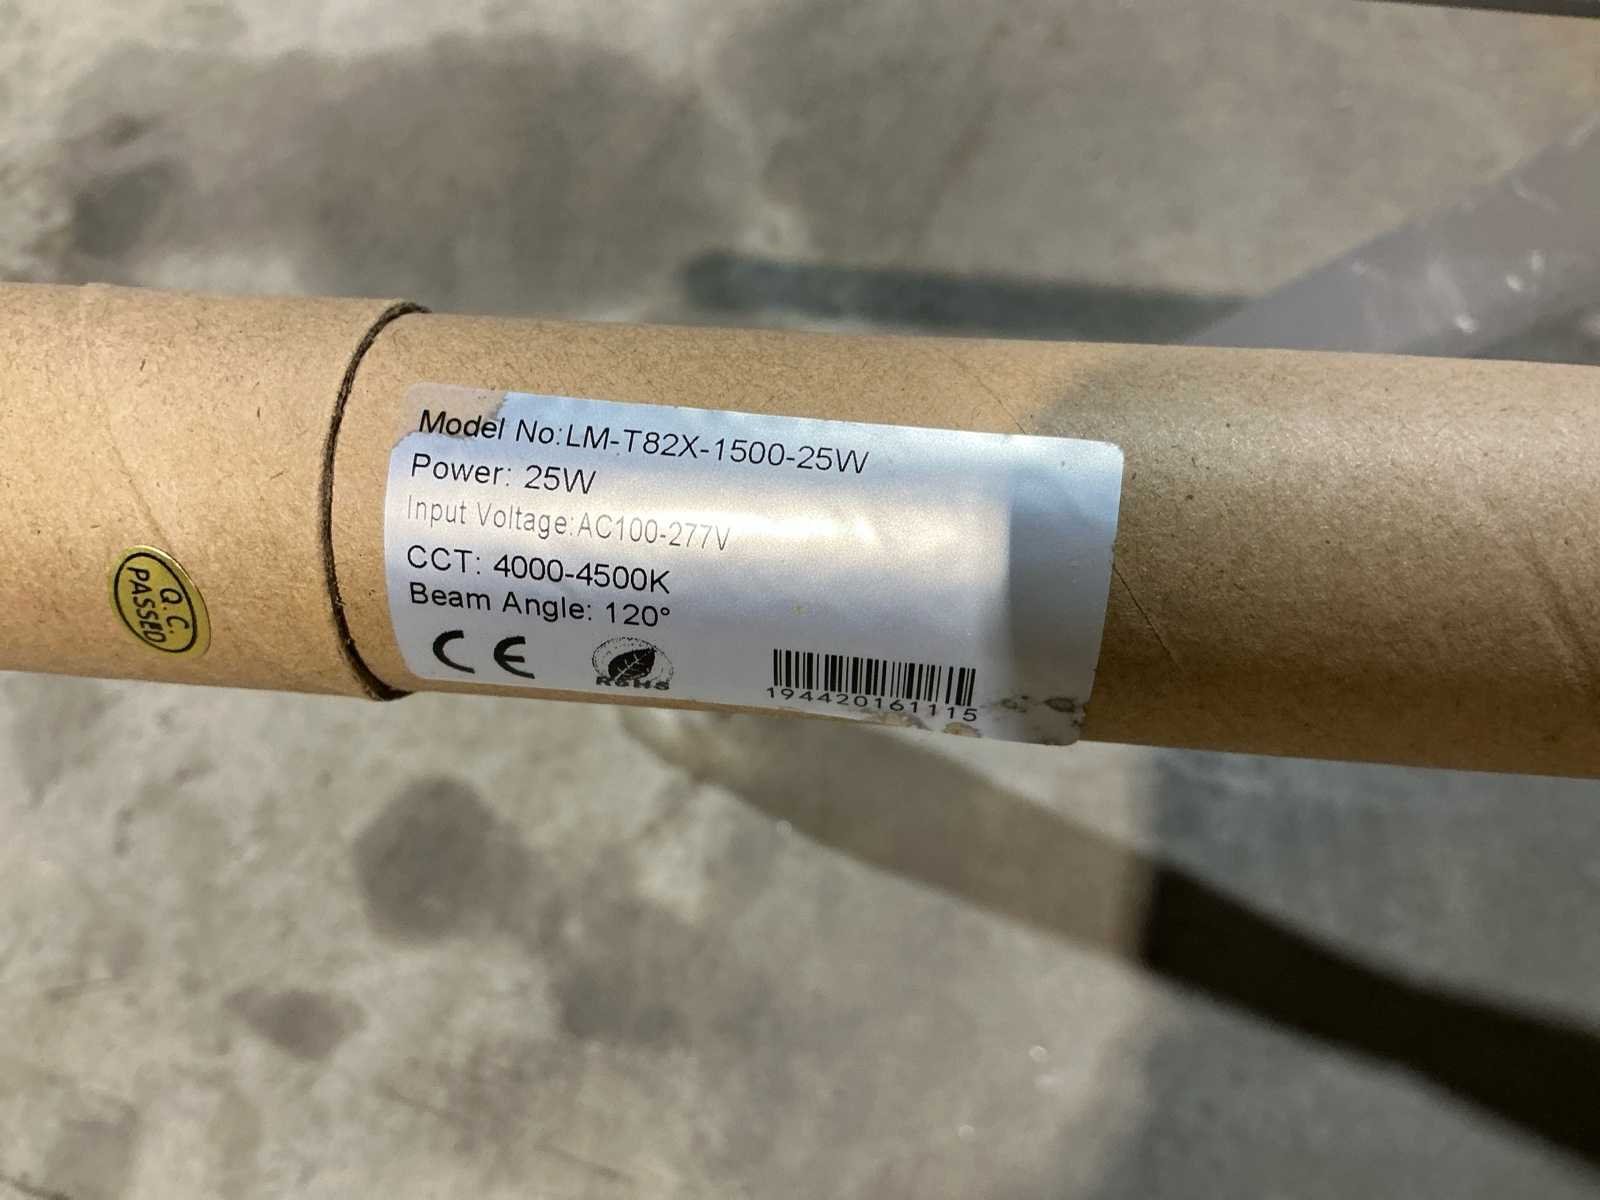 Model No:LM-T82X-1500-25W
Power: 25W
Input Voltage:AC100-277V
CCT: 4000-4500K
Beam Angle: 120°
CE
RoHS
194420161115
Q.C.
PASSED